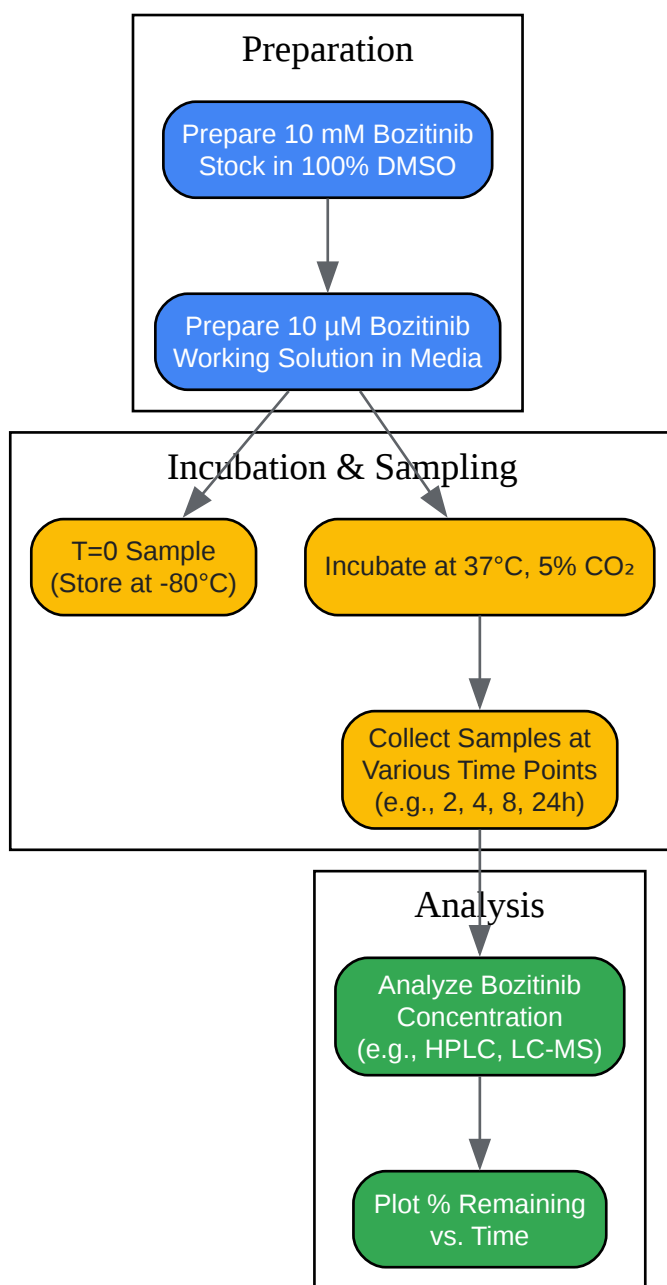 Preparation
Prepare 10 mM Bozitinib
Stock in 100% DMSO
Prepare 10 µM Bozitinib
Working Solution in Media
Incubation & Sampling
T=0 Sample
(Store at -80°C)
Incubate at 37°C, 5% CO₂
Collect Samples at
Various Time Points
(e.g., 2, 4, 8, 24h)
Analysis
Analyze Bozitinib
Concentration
(e.g., HPLC, LC-MS)
Plot % Remaining
vs. Time